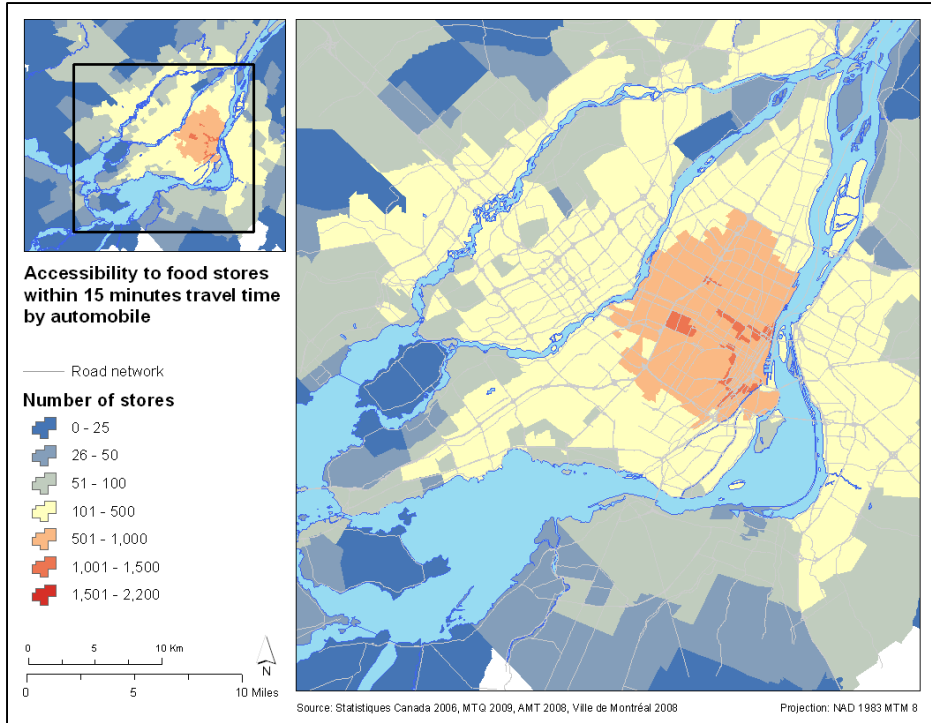 Accessibility to food stores
within 15 minutes travel time
by automobile
Road network
Number of stores
0 - 25
26 - 50
51 - 100
101 - 500
501 - 1,000
1,001 - 1,500
1,501 - 2,200
0 5 10 Km
N
0 5 10 Miles
Source: Statistiques Canada 2006, MTQ 2009, AMT 2008, Ville de Montréal 2008 Projection: NAD 1983 MTM 8